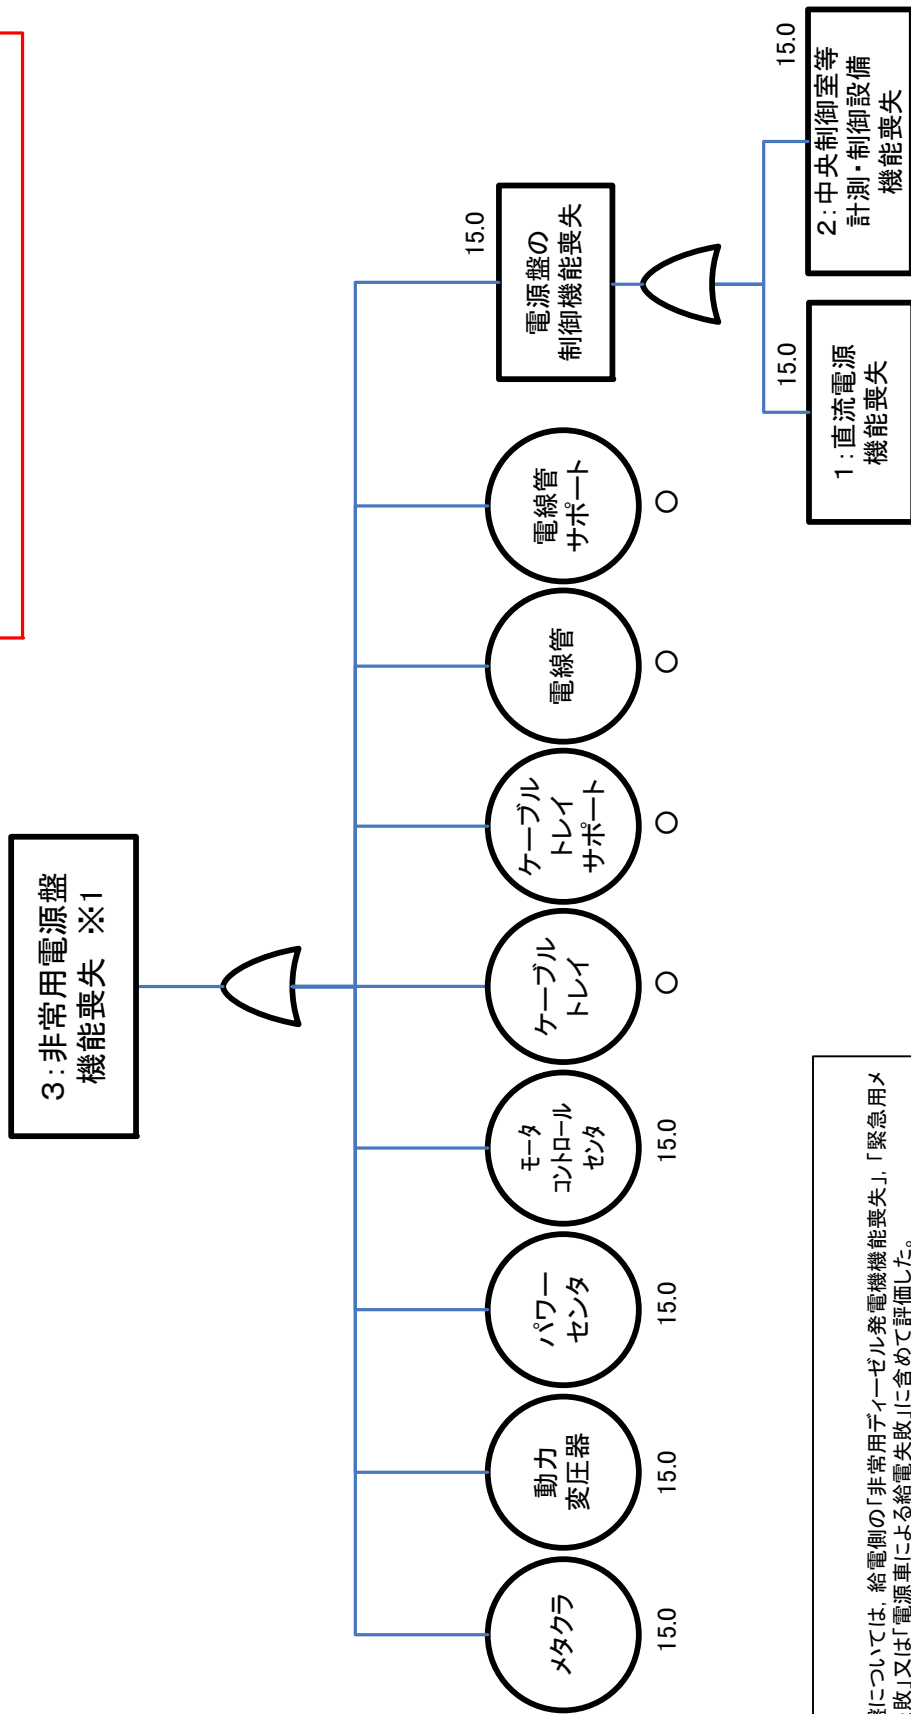 3:非常用電源盤
機能喪失 ※1
メタクラ
15.0
動力
変圧器
15.0
パワー
センタ
15.0
モータ
コントロール
センタ
15.0
ケーブル
トレイ
○
ケーブル
トレイ
サポート
○
電線管
○
電線管
サポート
○
15.0
電源盤の
制御機能喪失
15.0
1:直流電源
機能喪失
15.0
2:中央制御室等
計測・制御設備
機能喪失
については，給電側の「非常用ディーゼル発電機機能喪失」，「緊急用メ
敗」又は「電源車による給電失敗」に含めて評価した。